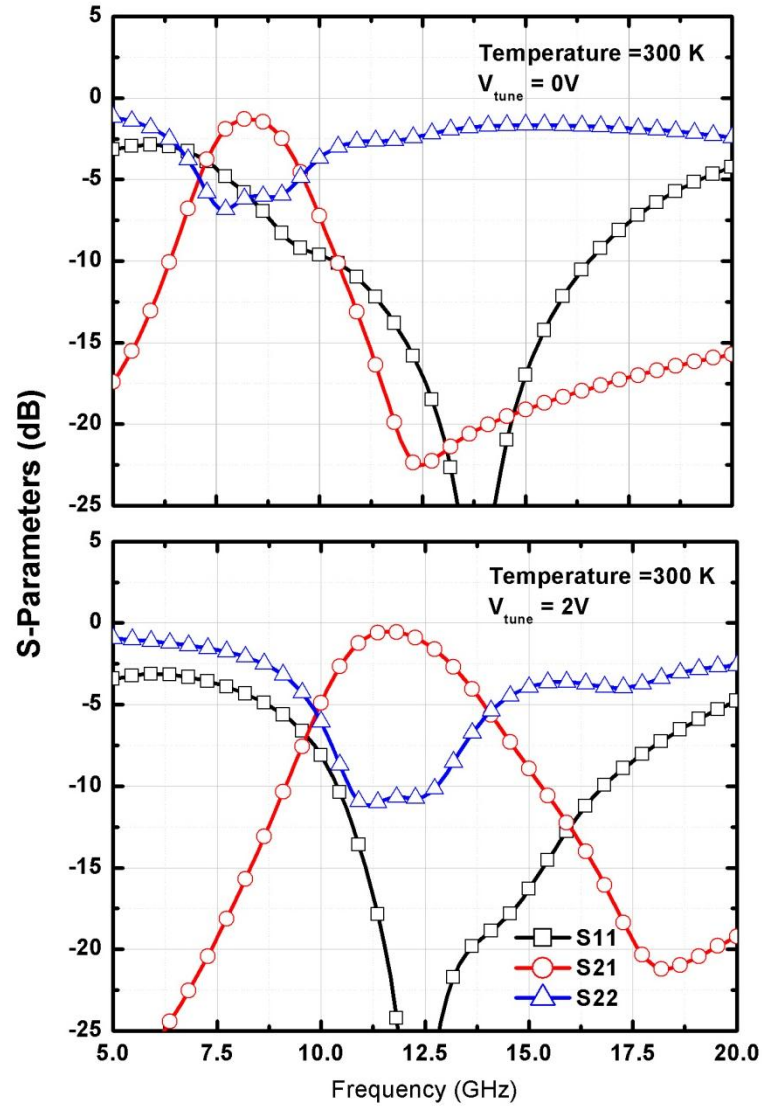 S-Parameters (dB)
5
0
-5
-10
-15
-20
-25
Temperature =300 K
V_tune = 0V
5
0
-5
-10
-15
-20
-25
Temperature =300 K
V_tune = 2V
S11
S21
S22
5.0 7.5 10.0 12.5 15.0 17.5 20.0
Frequency (GHz)